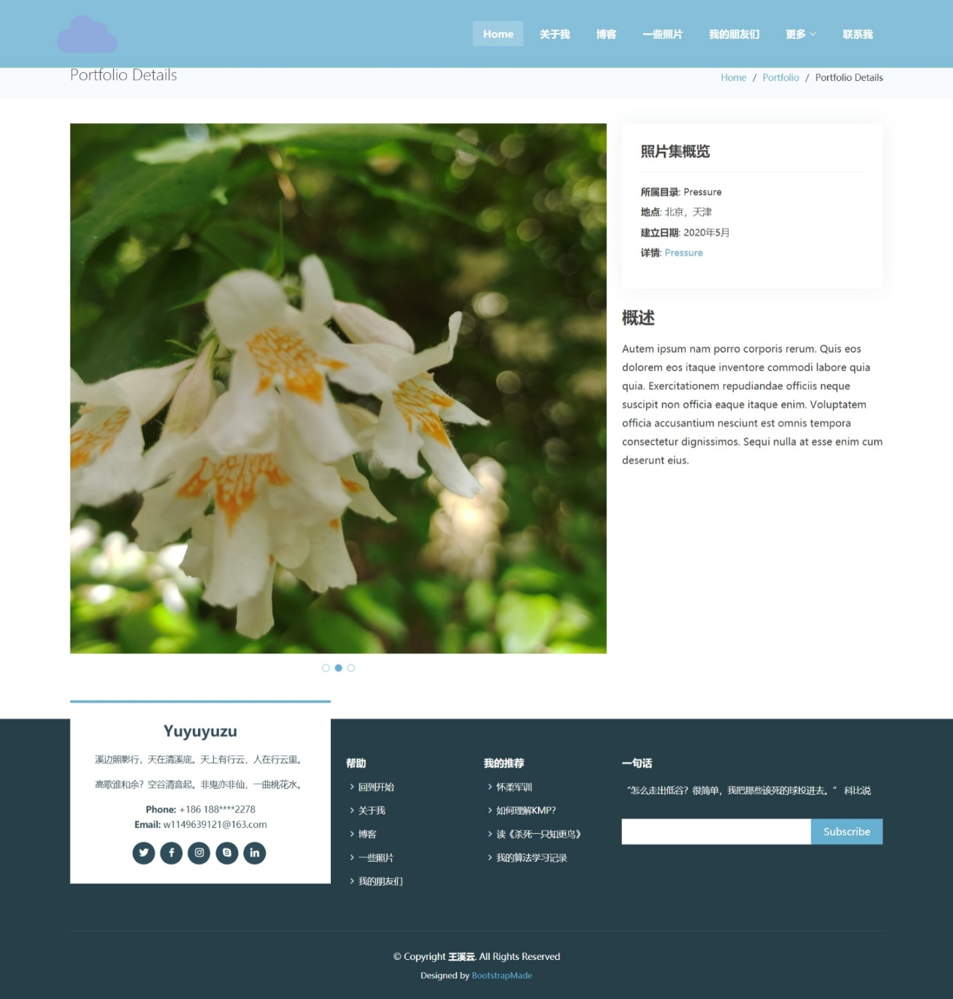 Home 关于我 博客 一些照片 我的朋友们 更多 联系我
Portfolio Details
Home / Portfolio / Portfolio Details
照片集概览
所属目录: Pressure
地点: 北京，天津
建立日期: 2020年5月
详情: Pressure
概述
Autem ipsum nam porro corporis rerum. Quis eos
dolorem eos itaque inventore commodi labore quia
quia. Exercitationem repudiandae officiis neque
suscipit non officia eaque itaque enim. Voluptatem
officia accusantium nesciunt est omnis tempora
consectetur dignissimos. Sequi nulla at esse enim cum
deserunt eius.
Yuyuyuzu
溪边照影行，天在清溪底。天上有行云，人在行云里。
高歌谁和余？空谷清音起。非鬼亦非仙，一曲桃花水。
Phone: +186 188****2278
Email: w1149639121@163.com
帮助
回到开始
关于我
博客
一些照片
我的朋友们
我的推荐
怀柔军训
如何理解KMP?
读《杀死一只知更鸟》
我的算法学习记录
一句话
“怎么走出低谷？很简单，我把那些该死的球投进去。” 科比说
Subscribe
© Copyright 王溪云. All Rights Reserved
Designed by BootstrapMade